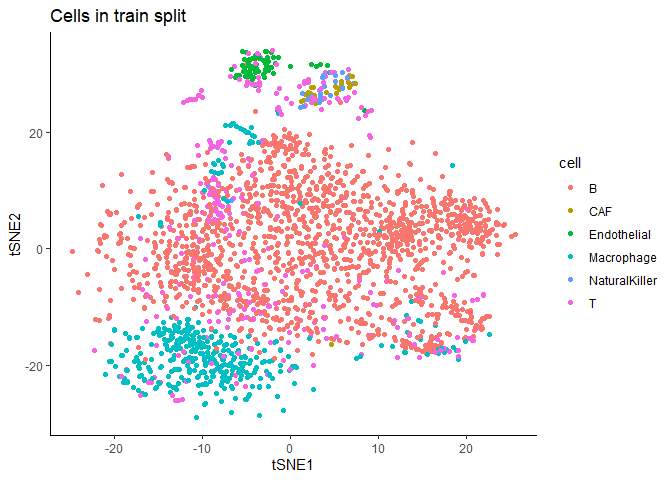 Cells in train split
20
0
-20
tSNE2
-20
-10
0
10
20
tSNE1
cell
B
CAF
Endothelial
Macrophage
NaturalKiller
T